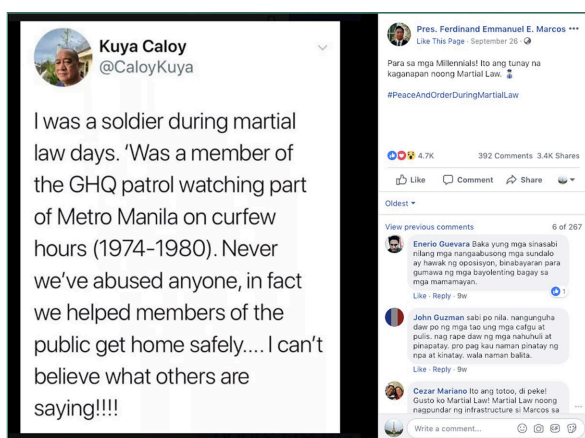 Kuya Caloy
@CaloyKuya
I was a soldier during martial
law days. 'Was a member of
the GHQ patrol watching part
of Metro Manila on curfew
hours (1974-1980). Never
we've abused anyone, in fact
we helped members of the
public get home safely.... I can't
believe what others are
saying!!!!
Pres. Ferdinand Emmanuel E. Marcos
Like This Page · September 26 ·
Para sa mga Millennials! Ito ang tunay na
kaganapan noong Martial Law.
#PeaceAndOrderDuringMartialLaw
4.7K 392 Comments 3.4K Shares
Like Comment Share
Oldest
View previous comments 6 of 267
Enerio Guevara Baka yung mga sinasabi
nilang mga nangaabusong mga sundalo
ay hawak ng oposisyon, binabayaran para
gumawa ng mga bayolenting bagay sa
mga mamamayan.
1
Like · Reply · 9w
John Guzman sabi po nila. nangunguha
daw po ng mga tao ung mga cafgu at
pulis. nag rape daw ng mga nahuhuli at
pinapatay. pro pag kau naman pinatay ng
npa at kinatay. wala naman balita.
Like · Reply · 9w
Cezar Mariano Ito ang totoo, di peke!
Gusto ko Martial Law! Martial Law noong
nagpundar ng infrastructure si Marcos sa
Write a comment...
GIF